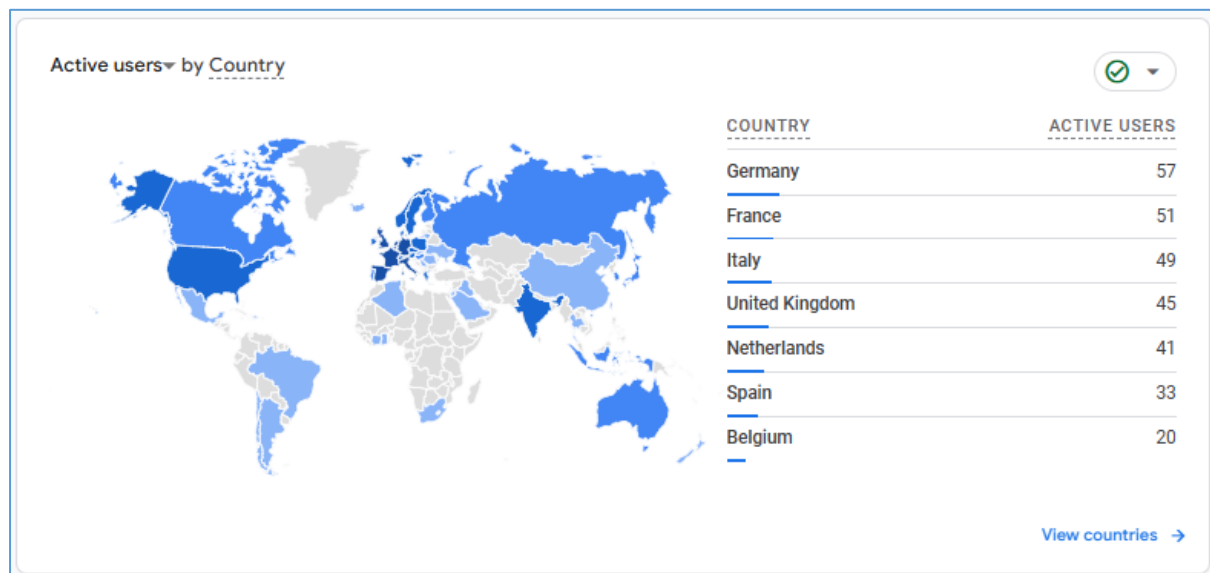 Active users by Country
COUNTRY ACTIVE USERS
Germany 57
France 51
Italy 49
United Kingdom 45
Netherlands 41
Spain 33
Belgium 20
View countries →